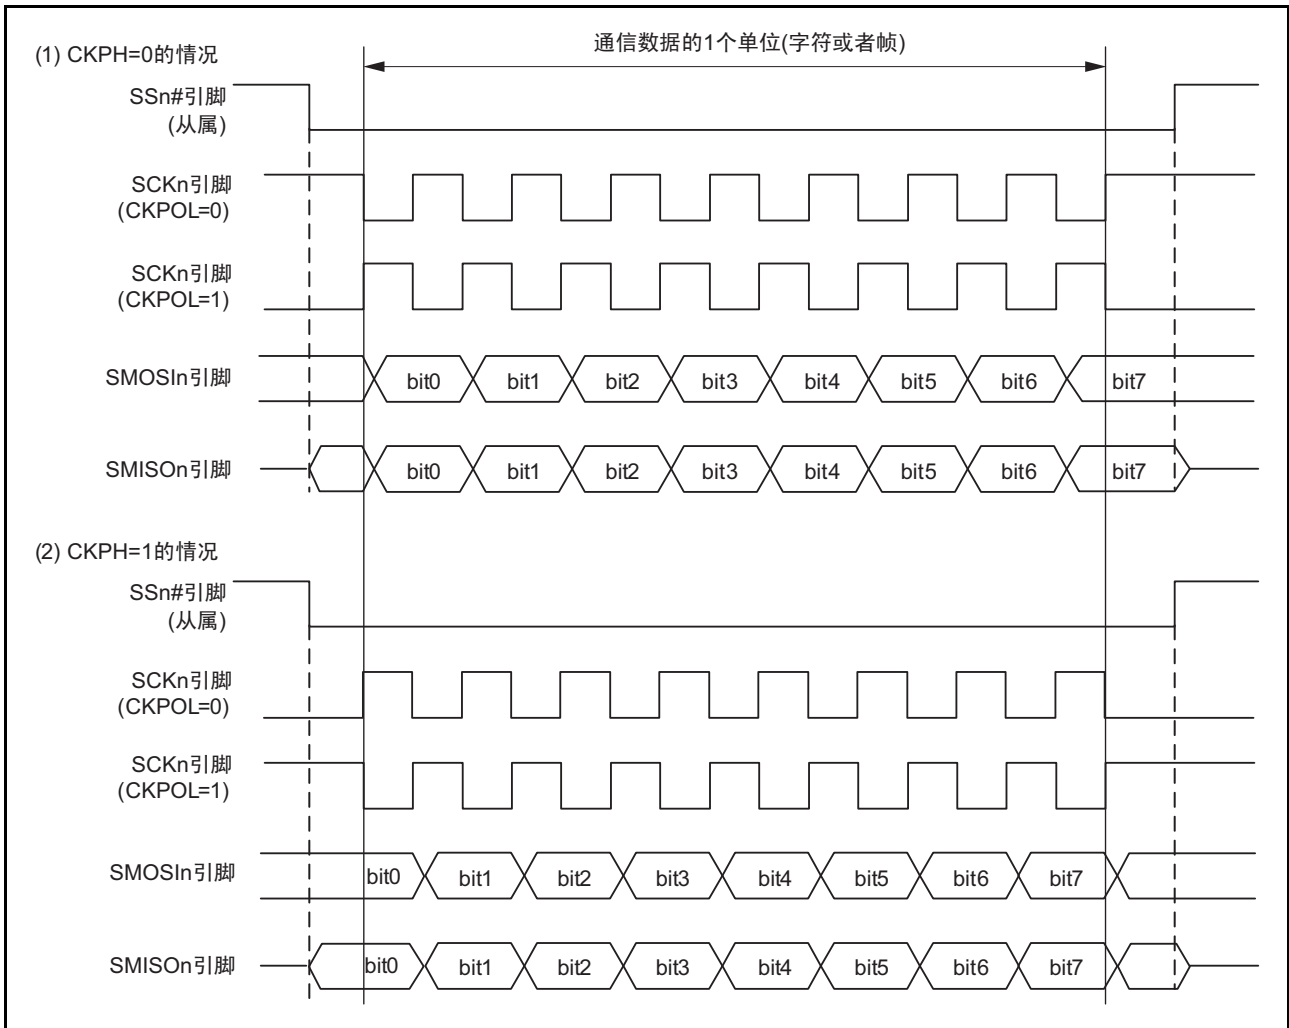 (1) CKPH=0的情况
通信数据的1个单位(字符或者帧)
SSn#引脚
(从属)
SCKn引脚
(CKPOL=0)
SCKn引脚
(CKPOL=1)
SMOSIn引脚
bit0 bit1 bit2 bit3 bit4 bit5 bit6 bit7
SMISOn引脚
bit0 bit1 bit2 bit3 bit4 bit5 bit6 bit7
(2) CKPH=1的情况
SSn#引脚
(从属)
SCKn引脚
(CKPOL=0)
SCKn引脚
(CKPOL=1)
SMOSIn引脚
bit0 bit1 bit2 bit3 bit4 bit5 bit6 bit7
SMISOn引脚
bit0 bit1 bit2 bit3 bit4 bit5 bit6 bit7